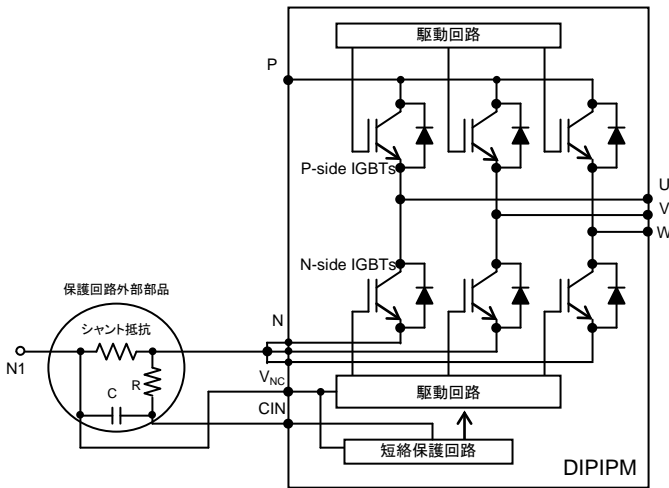 駆動回路
P
P-side IGBTs
U
V
W
N-side IGBTs
保護回路外部部品
シャント抵抗
N
N1
R
C
VNC
駆動回路
CIN
短絡保護回路
DIPIPM